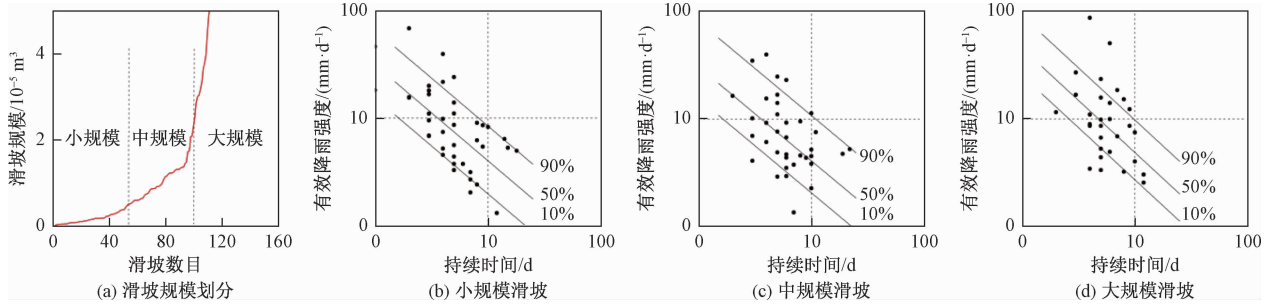 滑坡规模/10⁻⁵ m³
4
2
0
小规模
中规模
大规模
0
40
80
120
160
滑坡数目
(a) 滑坡规模划分
有效降雨强度/(mm·d⁻¹)
100
10
0
90%
50%
10%
0
10
100
持续时间/d
(b) 小规模滑坡
有效降雨强度/(mm·d⁻¹)
100
10
0
90%
50%
10%
0
10
100
持续时间/d
(c) 中规模滑坡
有效降雨强度/(mm·d⁻¹)
100
10
0
90%
50%
10%
0
10
100
持续时间/d
(d) 大规模滑坡